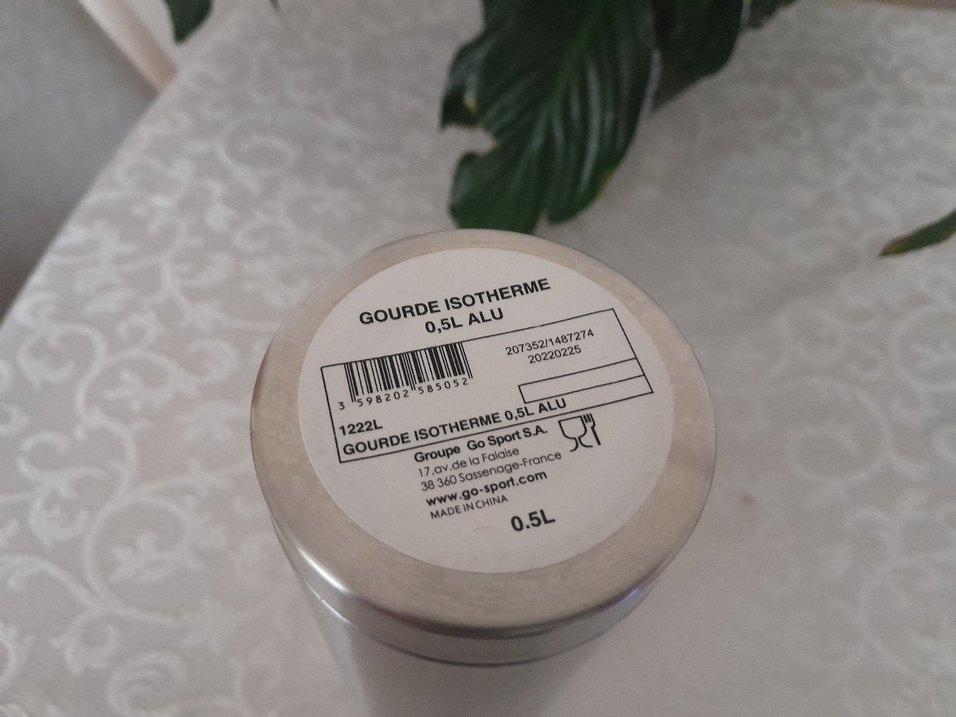 GOURDE ISOTHERME
0,5L ALU
207352/1487274
20220225
3 598202 585052
1222L
GOURDE ISOTHERME 0,5L ALU
Groupe Go Sport S.A.
17,av.de la Falaise
38 360 Sassenage-France
www.go-sport.com
MADE IN CHINA
0.5L